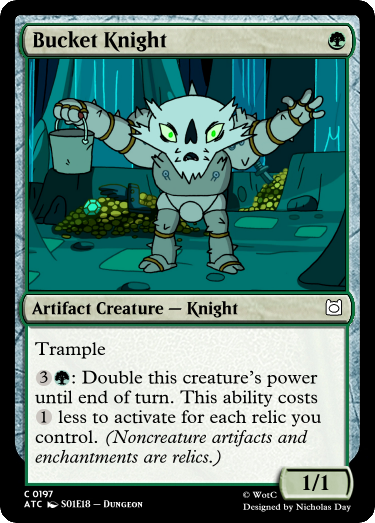 Bucket Knight
Artifact Creature — Knight
Trample
3: Double this creature's power
until end of turn. This ability costs
1 less to activate for each relic you
control. (Noncreature artifacts and
enchantments are relics.)
1/1
C 0197
ATC S01E18 – Dungeon
© WotC
Designed by Nicholas Day